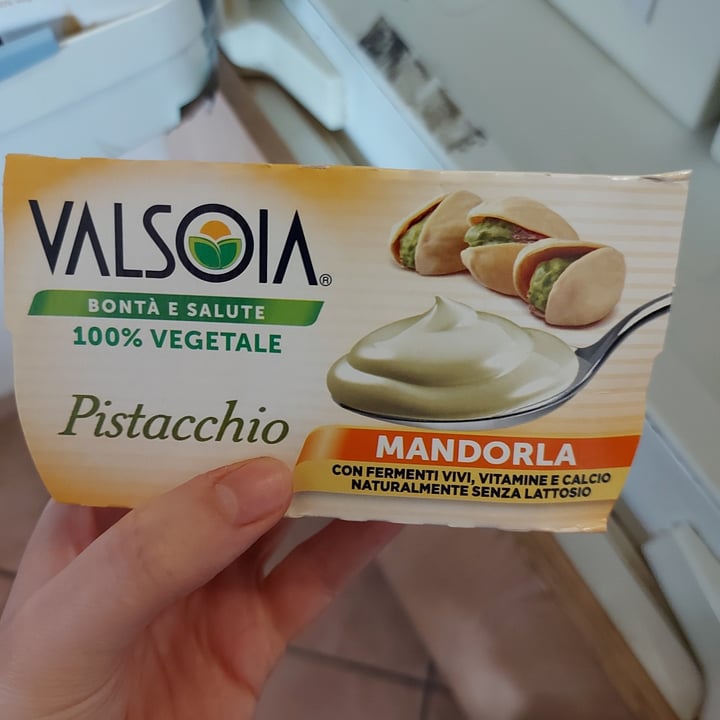 VALSOIA®
BONTÀ E SALUTE
100% VEGETALE
Pistacchio
MANDORLA
CON FERMENTI VIVI, VITAMINE E CALCIO
NATURALMENTE SENZA LATTOSIO